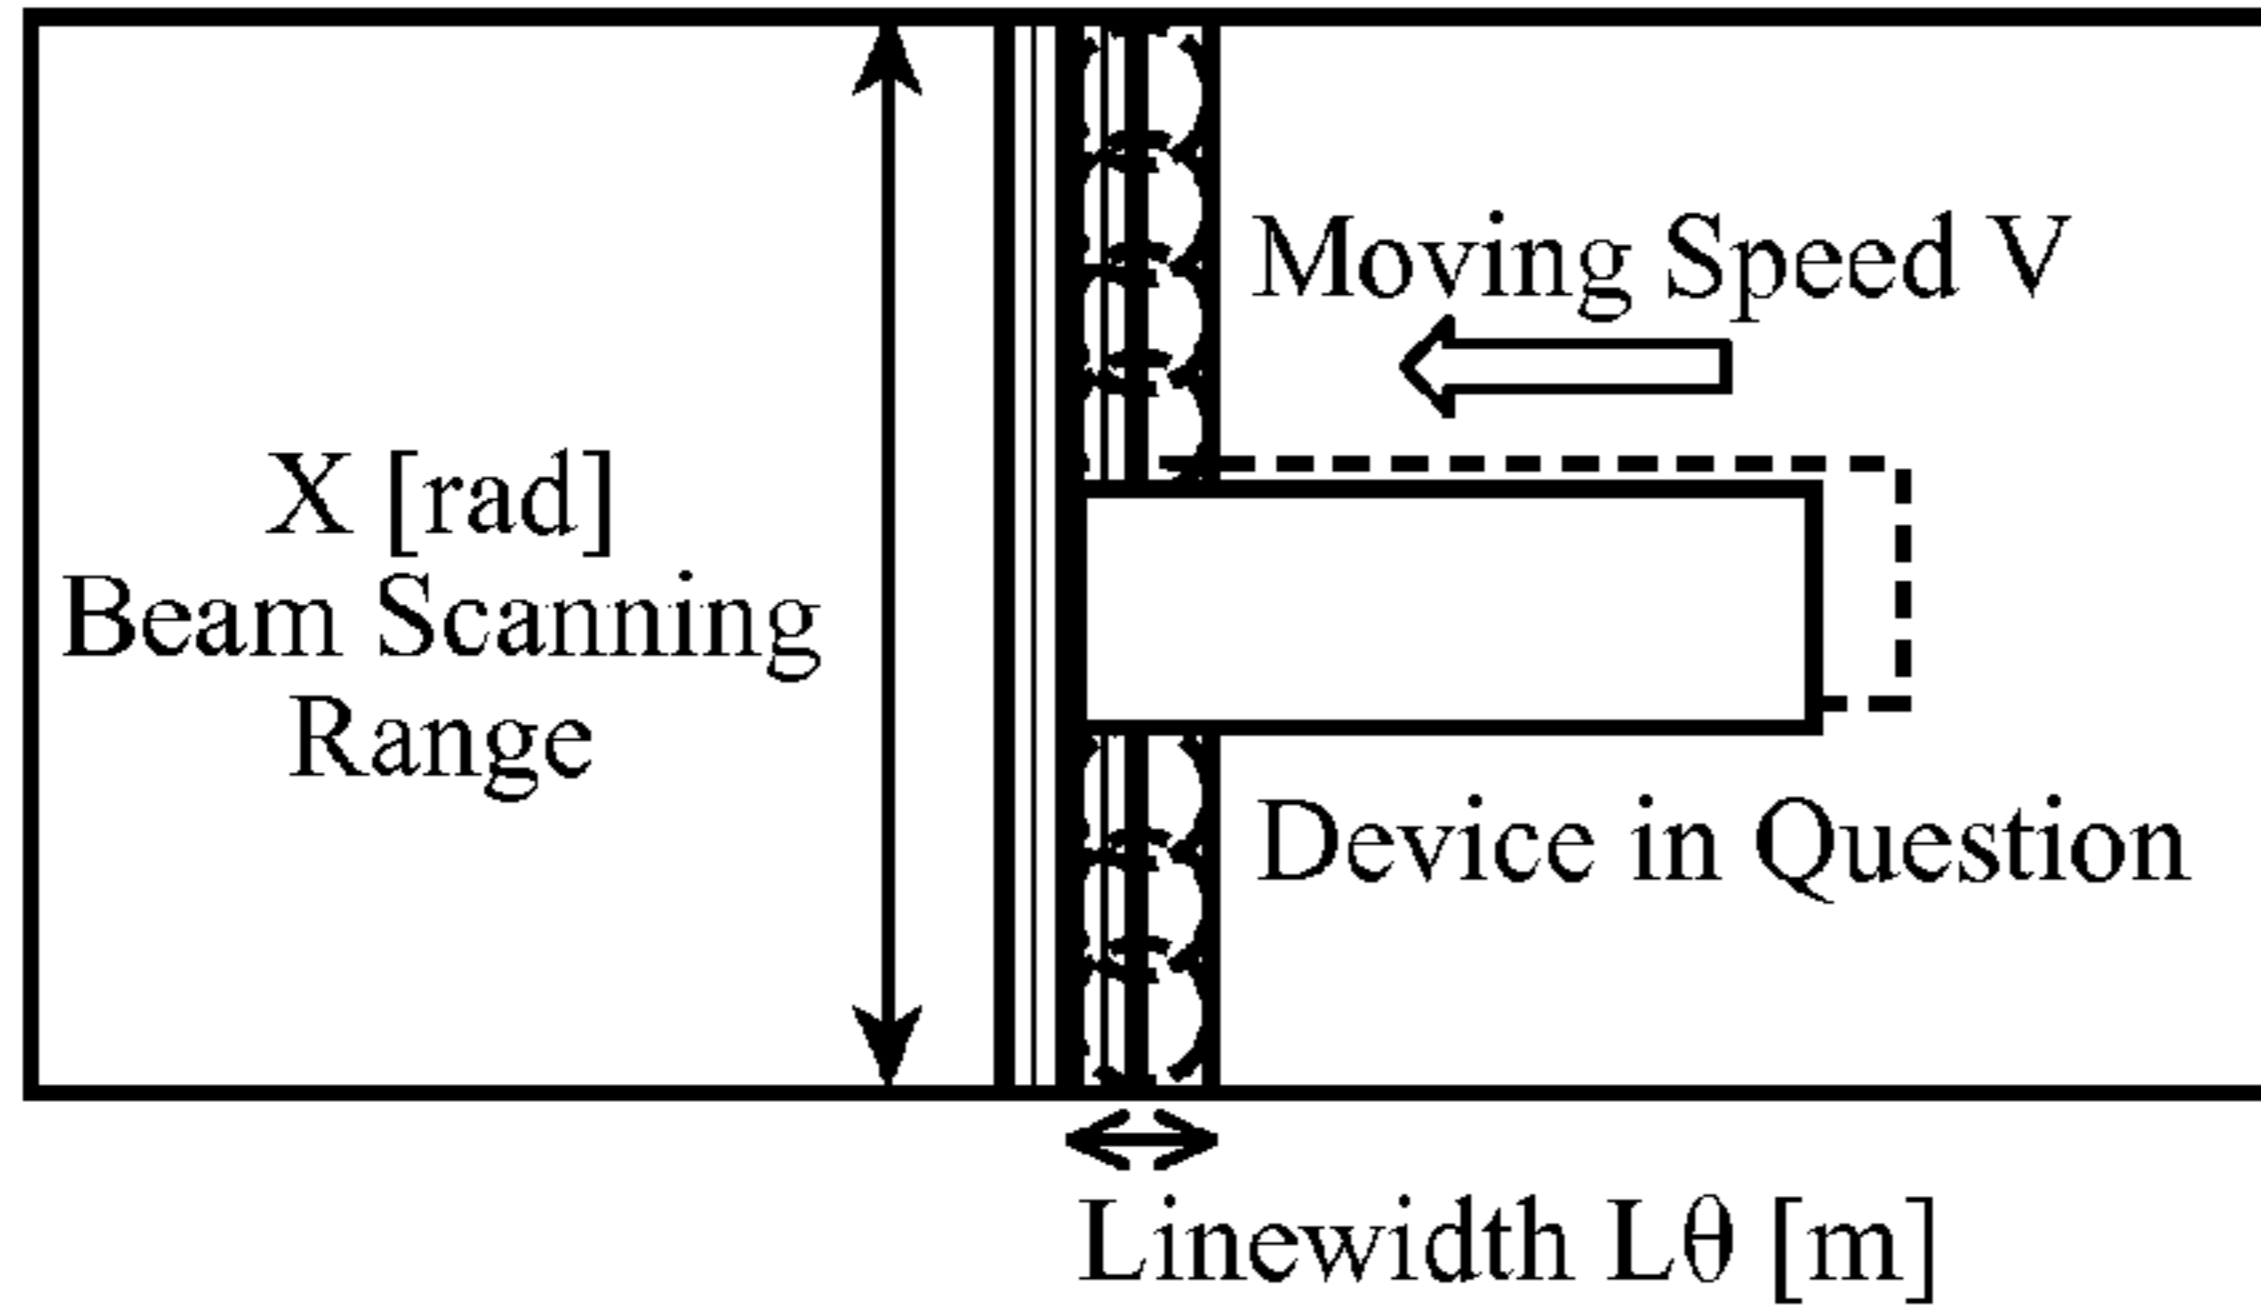 Moving Speed V
X [rad]
Beam Scanning
Range
Device in Question
Linewidth Lθ [m]